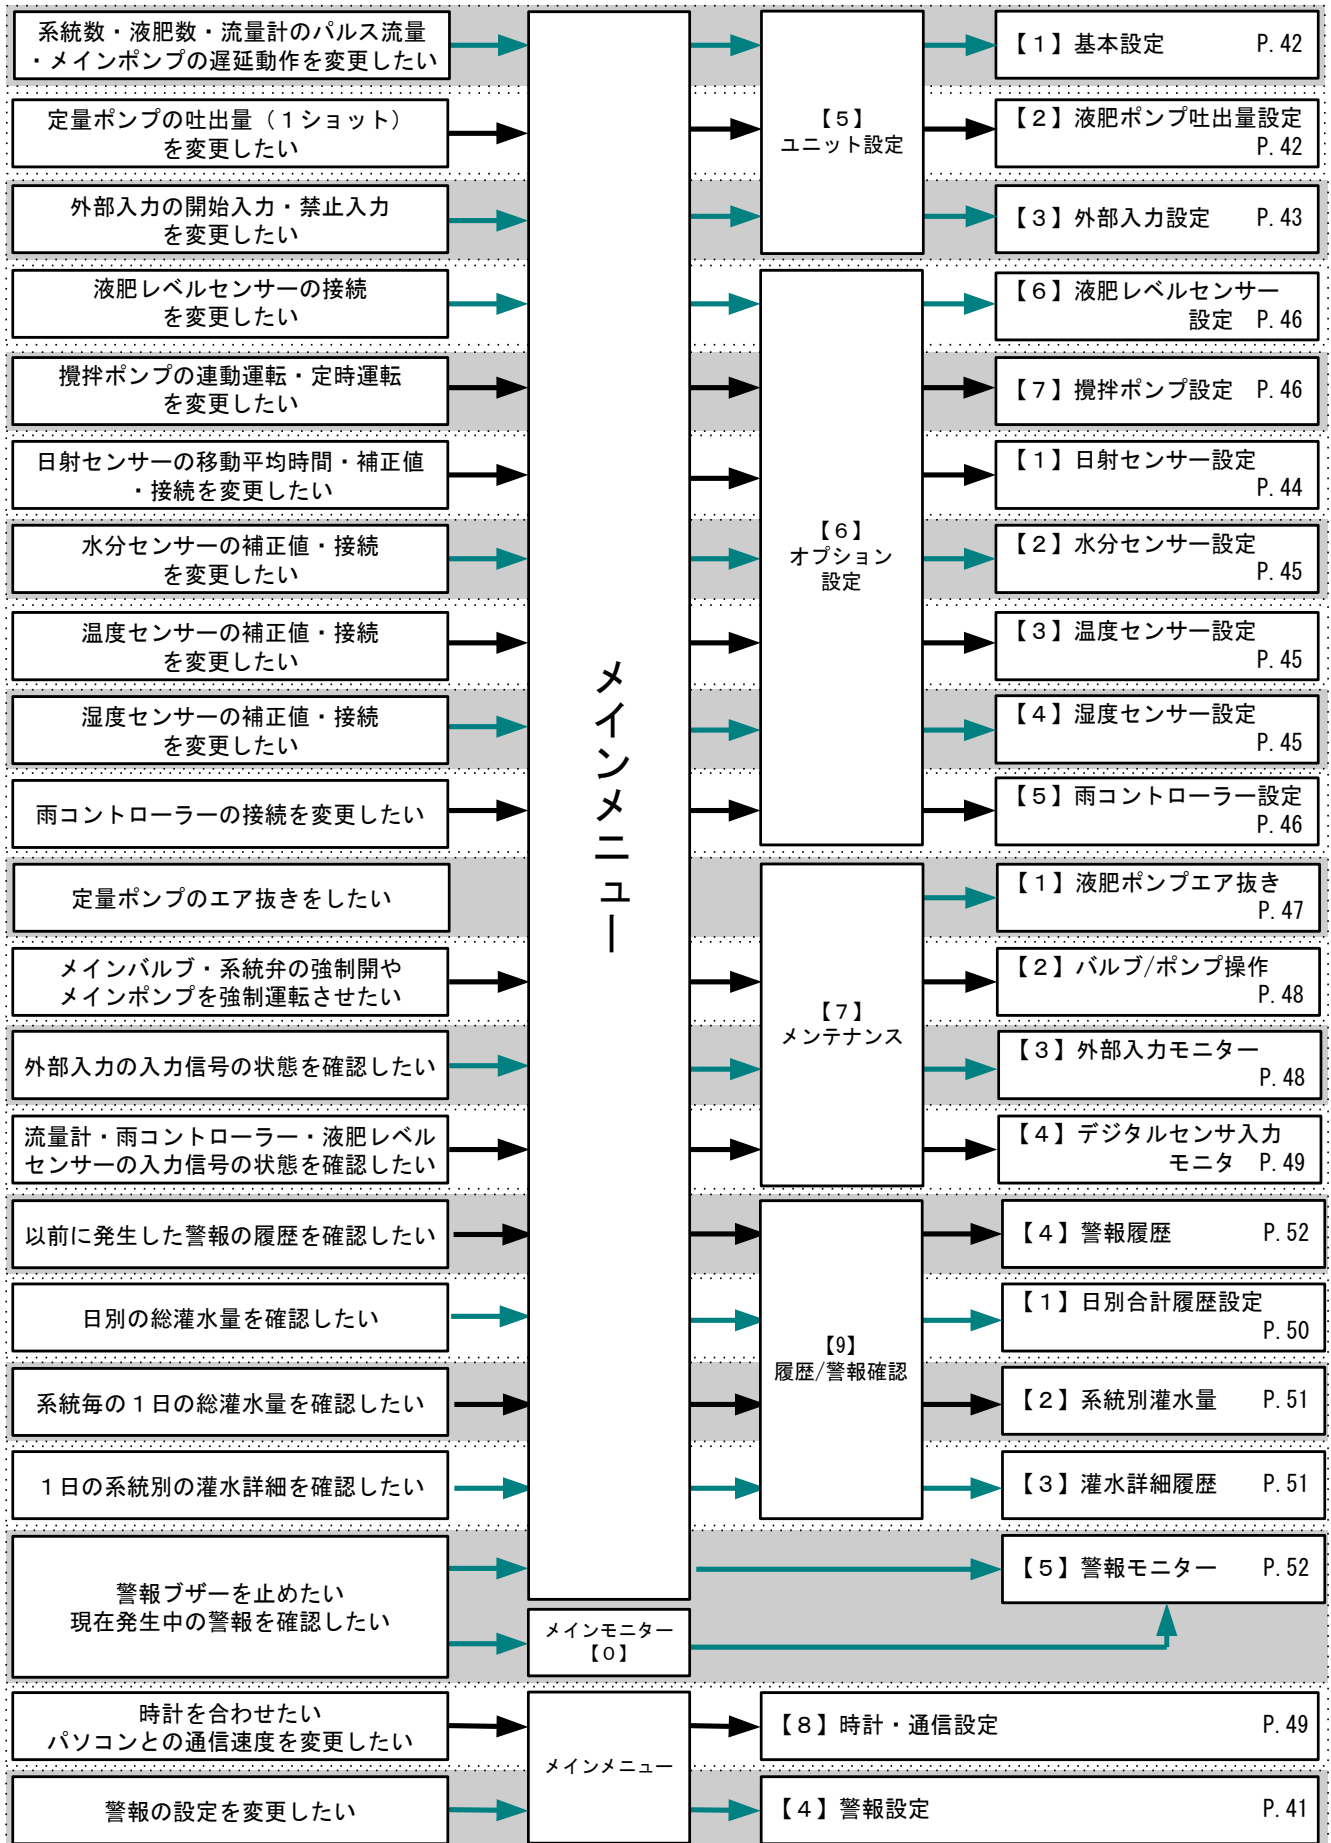 系統数・液肥数・流量計のパルス流量
・メインポンプの遅延動作を変更したい
【１】基本設定 P.42
定量ポンプの吐出量（１ショット）
を変更したい
【５】
ユニット設定
【２】液肥ポンプ吐出量設定
P.42
外部入力の開始入力・禁止入力
を変更したい
【３】外部入力設定 P.43
液肥レベルセンサーの接続
を変更したい
【６】液肥レベルセンサー
設定 P.46
攪拌ポンプの連動運転・定時運転
を変更したい
【７】攪拌ポンプ設定 P.46
日射センサーの移動平均時間・補正値
・接続を変更したい
【１】日射センサー設定
P.44
水分センサーの補正値・接続
を変更したい
【６】
オプション
設定
【２】水分センサー設定
P.45
温度センサーの補正値・接続
を変更したい
【３】温度センサー設定
P.45
メインメニュー
湿度センサーの補正値・接続
を変更したい
【４】湿度センサー設定
P.45
雨コントローラーの接続を変更したい
【５】雨コントローラー設定
P.46
定量ポンプのエア抜きをしたい
【１】液肥ポンプエア抜き
P.47
メインバルブ・系統弁の強制開や
メインポンプを強制運転させたい
【２】バルブ/ポンプ操作
P.48
【７】
メンテナンス
外部入力の入力信号の状態を確認したい
【３】外部入力モニター
P.48
流量計・雨コントローラー・液肥レベル
センサーの入力信号の状態を確認したい
【４】デジタルセンサ入力
モニタ P.49
以前に発生した警報の履歴を確認したい
【４】警報履歴 P.52
日別の総灌水量を確認したい
【１】日別合計履歴設定
P.50
【9】
履歴/警報確認
系統毎の１日の総灌水量を確認したい
【２】系統別灌水量 P.51
１日の系統別の灌水詳細を確認したい
【３】灌水詳細履歴 P.51
警報ブザーを止めたい
現在発生中の警報を確認したい
【５】警報モニター P.52
メインモニター
【０】
時計を合わせたい
パソコンとの通信速度を変更したい
【８】時計・通信設定 P.49
メインメニュー
警報の設定を変更したい
【４】警報設定 P.41